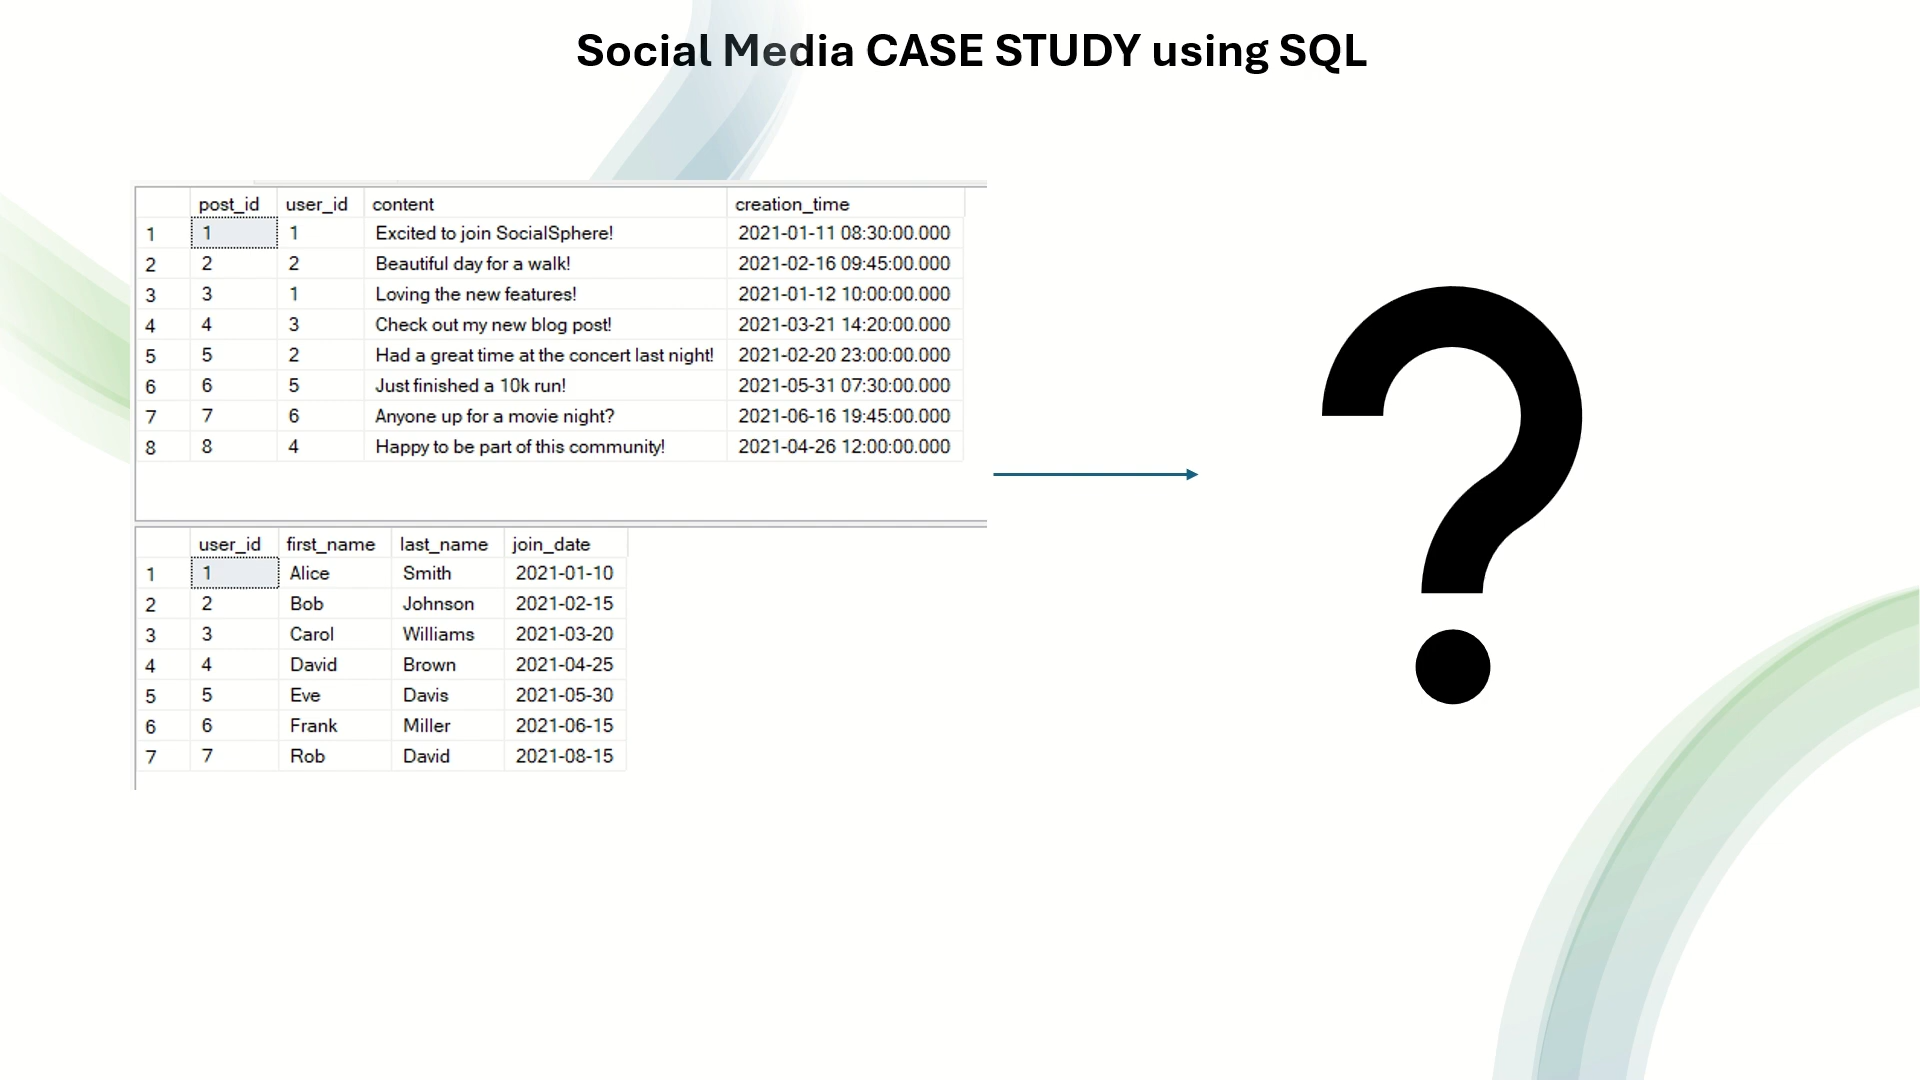 Social Media CASE STUDY using SQL
post_id user_id content creation_time
1 1 1 Excited to join SocialSphere! 2021-01-11 08:30:00.000
2 2 2 Beautiful day for a walk! 2021-02-16 09:45:00.000
3 3 1 Loving the new features! 2021-01-12 10:00:00.000
4 4 3 Check out my new blog post! 2021-03-21 14:20:00.000
5 5 2 Had a great time at the concert last night! 2021-02-20 23:00:00.000
6 6 5 Just finished a 10k run! 2021-05-31 07:30:00.000
7 7 6 Anyone up for a movie night? 2021-06-16 19:45:00.000
8 8 4 Happy to be part of this community! 2021-04-26 12:00:00.000
?
user_id first_name last_name join_date
1 1 Alice Smith 2021-01-10
2 2 Bob Johnson 2021-02-15
3 3 Carol Williams 2021-03-20
4 4 David Brown 2021-04-25
5 5 Eve Davis 2021-05-30
6 6 Frank Miller 2021-06-15
7 7 Rob David 2021-08-15